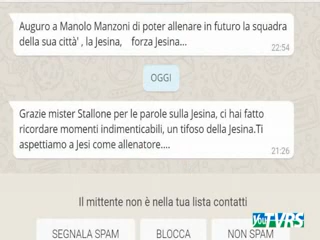 Auguro a Manolo Manzoni di poter allenare in futuro la squadra
della sua città' , la Jesina, forza Jesina...
22:54
OGGI
Grazie mister Stallone per le parole sulla Jesina, ci hai fatto
ricordare momenti indimenticabili, un tifoso della Jesina.Ti
aspettiamo a Jesi come allenatore....
21:26
Il mittente non è nella tua lista contatti
SEGNALA SPAM BLOCCA NON SPAM
You TVRS